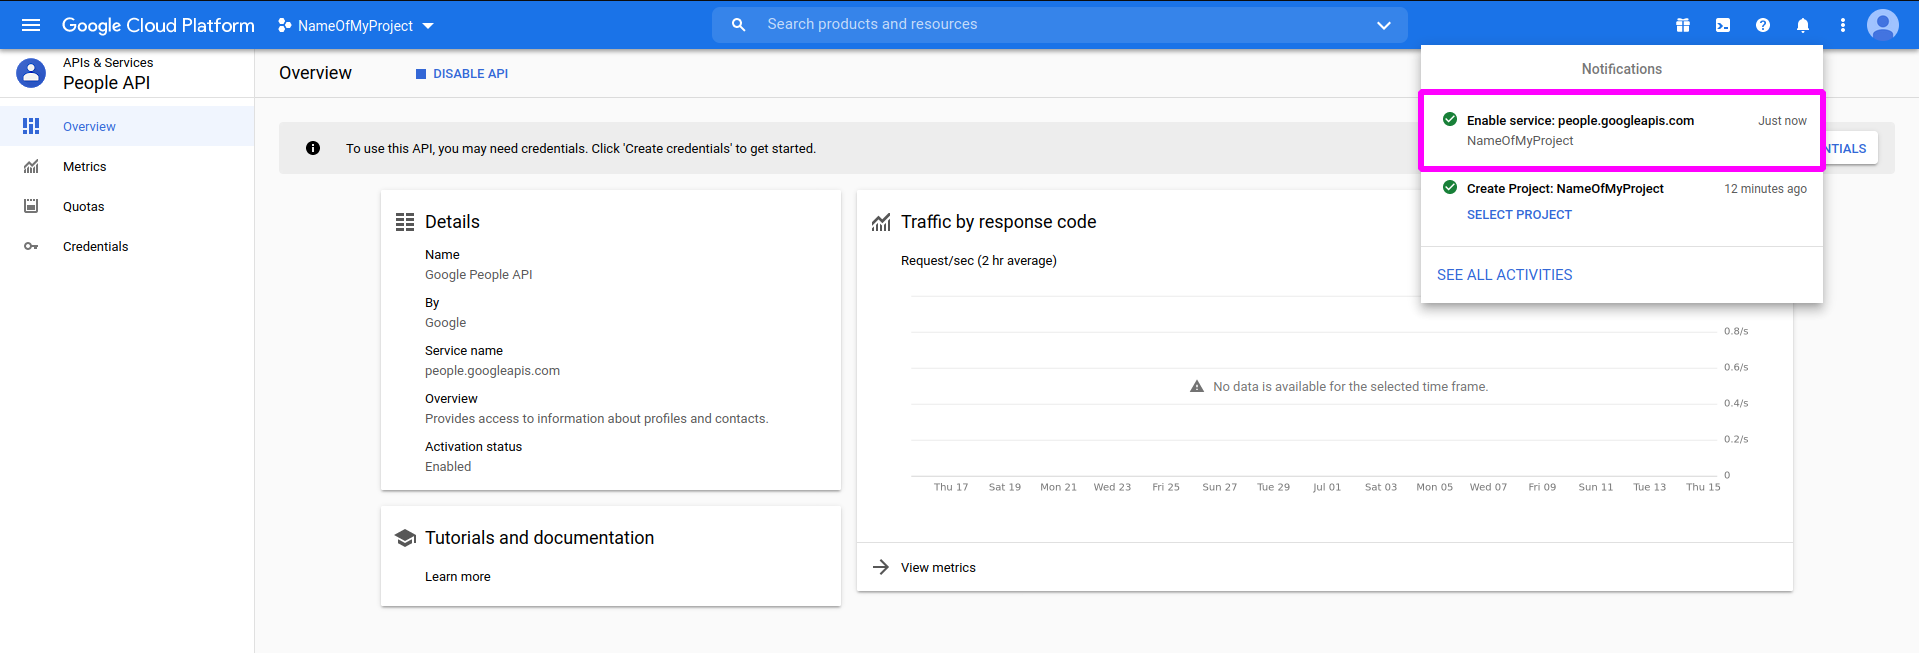 Google Cloud Platform
NameOfMyProject
Search products and resources
APIs & Services
People API
Overview
DISABLE API
Notifications
Enable service: people.googleapis.com
Just now
NameOfMyProject
Create Project: NameOfMyProject
12 minutes ago
SELECT PROJECT
SEE ALL ACTIVITIES
Overview
Metrics
Quotas
Credentials
To use this API, you may need credentials. Click 'Create credentials' to get started.
NTIALS
Details
Name
Google People API
By
Google
Service name
people.googleapis.com
Overview
Provides access to information about profiles and contacts.
Activation status
Enabled
Tutorials and documentation
Learn more
Traffic by response code
Request/sec (2 hr average)
0.8/s
0.6/s
No data is available for the selected time frame.
0.4/s
0.2/s
0
Thu 17 Sat 19 Mon 21 Wed 23 Fri 25 Sun 27 Tue 29 Jul 01 Sat 03 Mon 05 Wed 07 Fri 09 Sun 11 Tue 13 Thu 15
View metrics